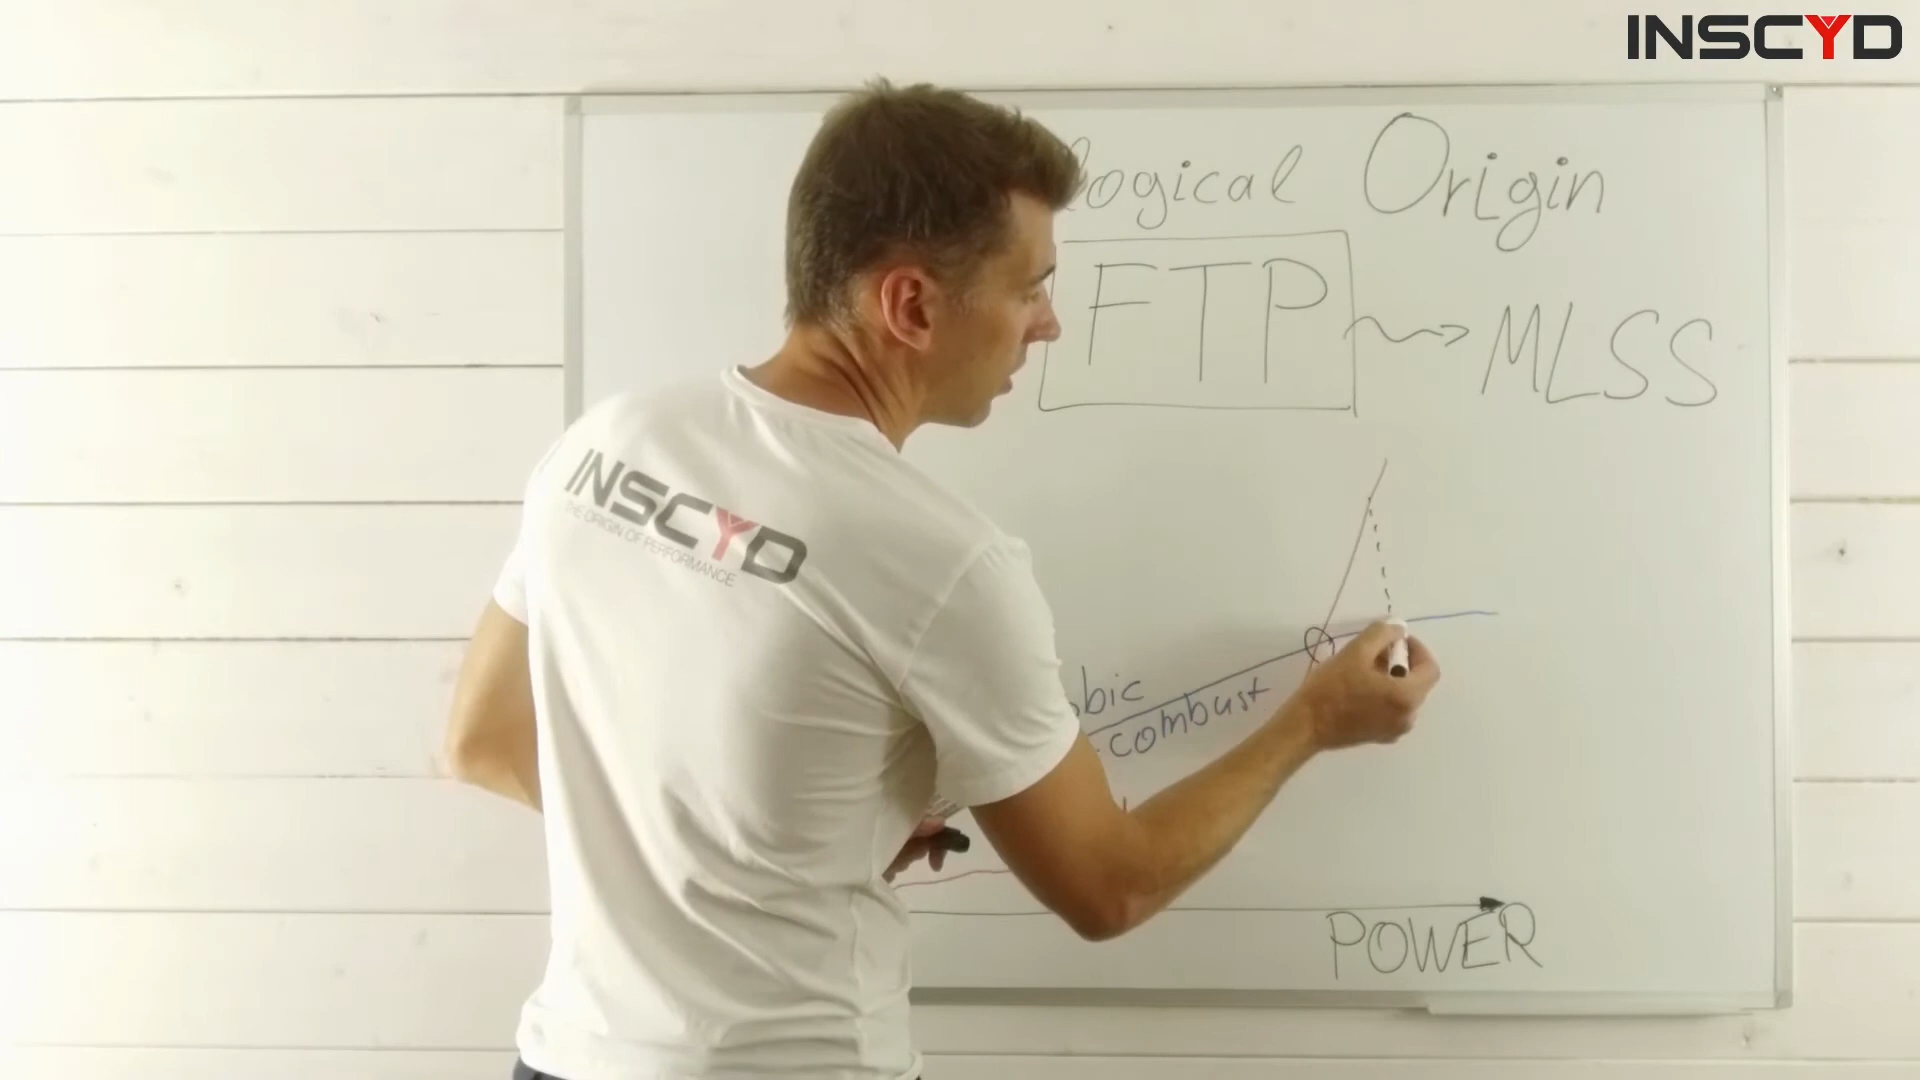 INSCYD
logical Origin
FTP → MLSS
INSCYD
THE ORIGIN OF PERFORMANCE
bic
combust
POWER